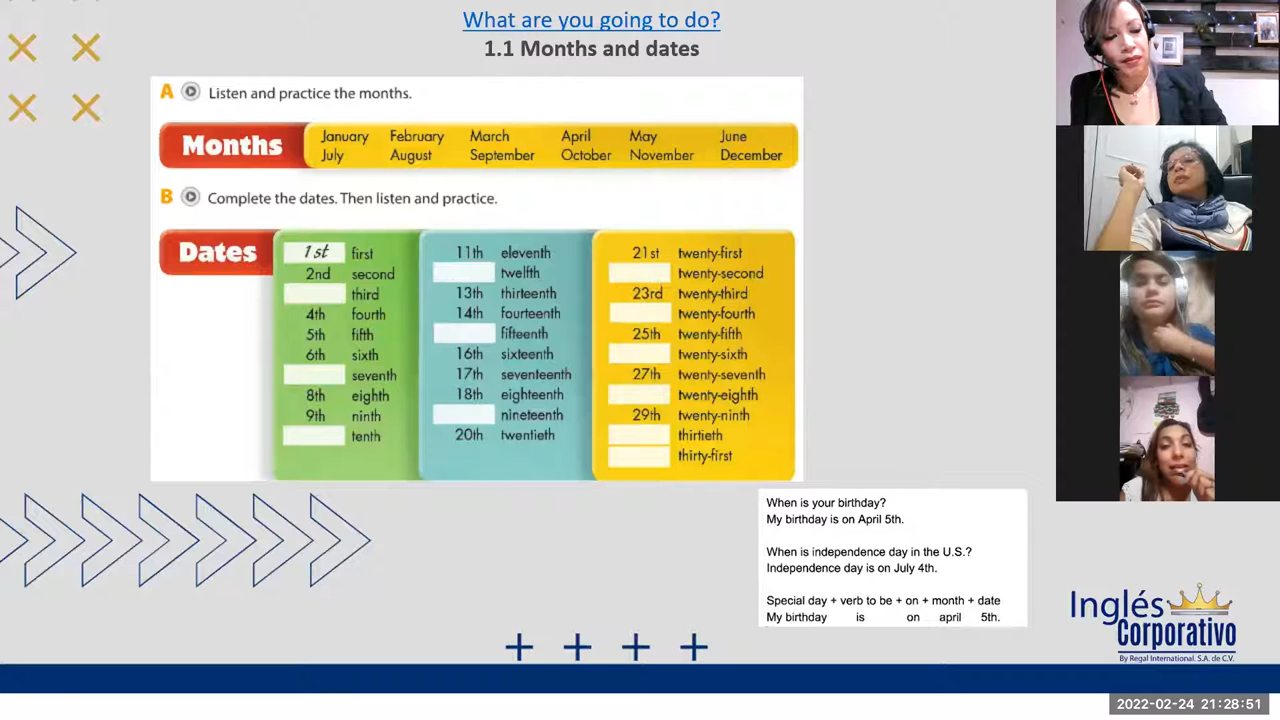 What are you going to do?
1.1 Months and dates
A Listen and practice the months.
Months
January February March April May June
July August September October November December
B Complete the dates. Then listen and practice.
Dates
1st first
2nd second
third
4th fourth
5th fifth
6th sixth
seventh
8th eighth
9th ninth
tenth
11th eleventh
twelfth
13th thirteenth
14th fourteenth
fifteenth
16th sixteenth
17th seventeenth
18th eighteenth
nineteenth
20th twentieth
21st twenty-first
twenty-second
23rd twenty-third
twenty-fourth
25th twenty-fifth
twenty-sixth
27th twenty-seventh
twenty-eighth
29th twenty-ninth
thirtieth
thirty-first
When is your birthday?
My birthday is on April 5th.
When is independence day in the U.S.?
Independence day is on July 4th.
Special day + verb to be + on + month + date
My birthday is on april 5th.
Inglés
Corporativo
By Regal International. S.A. de C.V.
2022-02-24 21:28:51